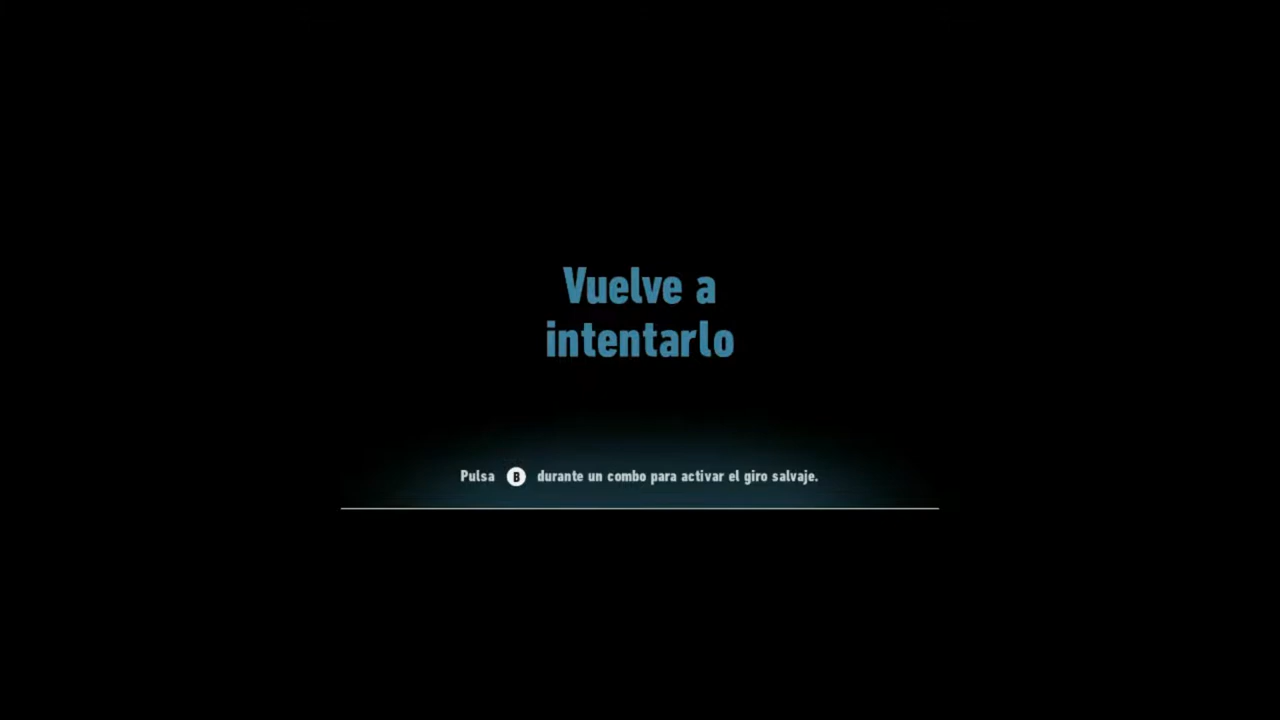 Vuelve a
intentarlo
Pulsa B durante un combo para activar el giro salvaje.